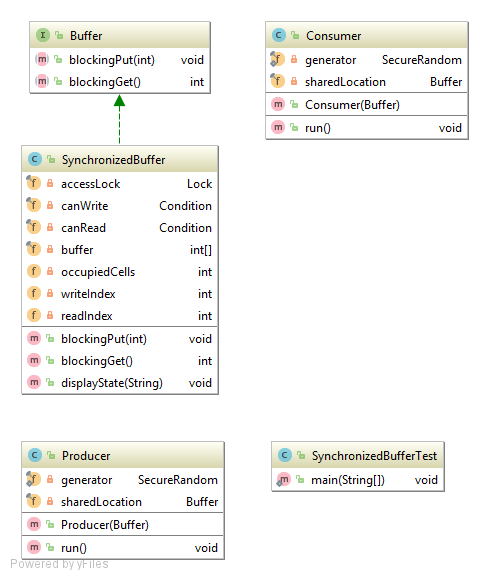 Buffer
blockingPut(int) void
blockingGet() int
Consumer
generator SecureRandom
sharedLocation Buffer
Consumer(Buffer)
run() void
SynchronizedBuffer
accessLock Lock
canWrite Condition
canRead Condition
buffer int[]
occupiedCells int
writeIndex int
readIndex int
blockingPut(int) void
blockingGet() int
displayState(String) void
Producer
generator SecureRandom
sharedLocation Buffer
Producer(Buffer)
run() void
SynchronizedBufferTest
main(String[]) void
Powered by yFiles